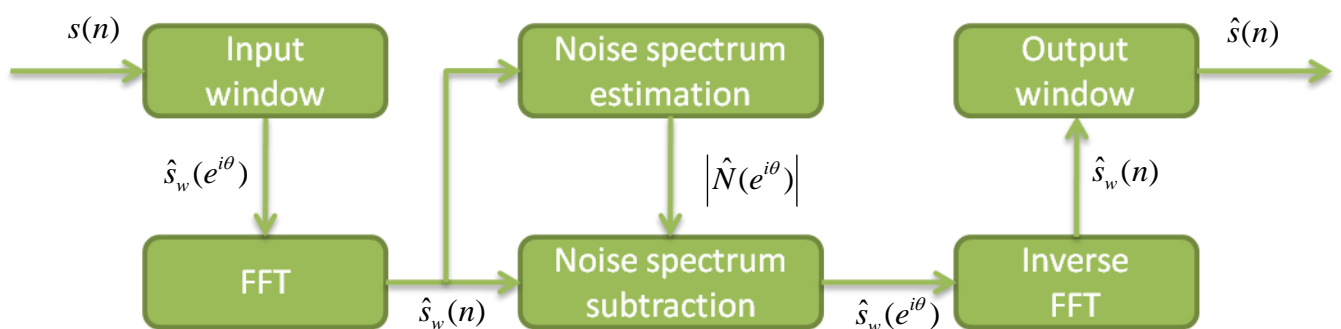 s(n)
Input
window
Noise spectrum
estimation
Output
window
ŝ(n)
ŝ_w(e^{iθ})
|N̂(e^{iθ})|
ŝ_w(n)
FFT
ŝ_w(n)
Noise spectrum
subtraction
ŝ_w(e^{iθ})
Inverse
FFT